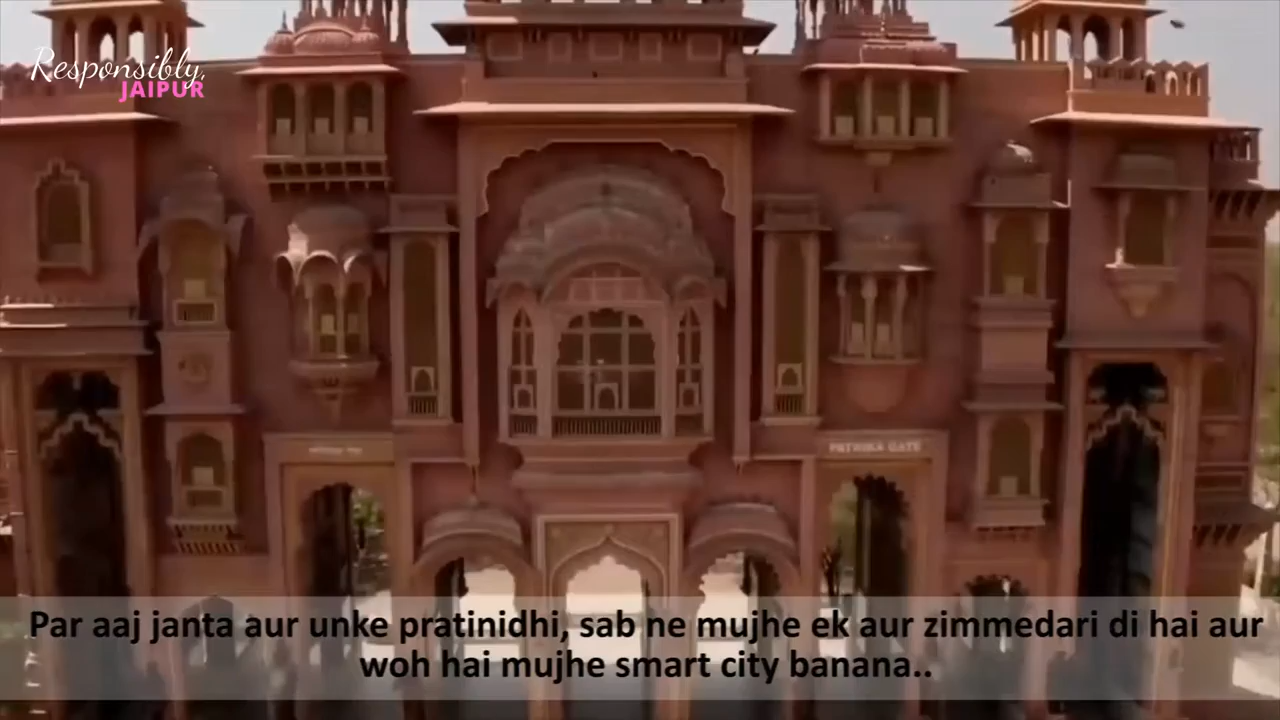 Responsibly,
JAIPUR
PATRIKA GATE
Par aaj janta aur unke pratinidhi, sab ne mujhe ek aur zimmedari di hai aur
woh hai mujhe smart city banana..